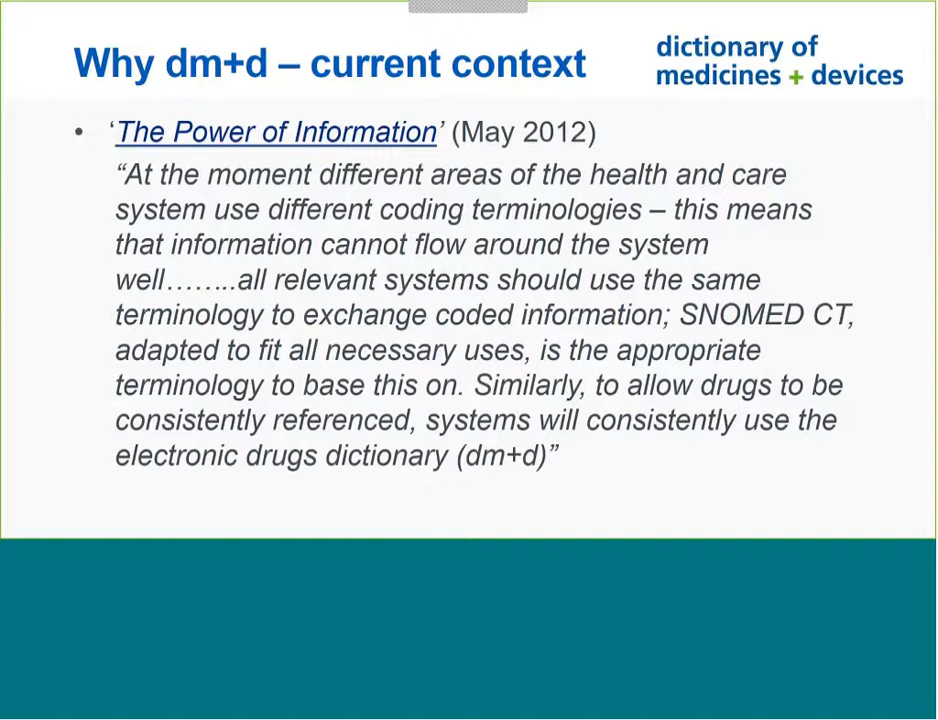 Why dm+d – current context
dictionary of
medicines + devices
• ‘The Power of Information’ (May 2012)
“At the moment different areas of the health and care
system use different coding terminologies – this means
that information cannot flow around the system
well……..all relevant systems should use the same
terminology to exchange coded information; SNOMED CT,
adapted to fit all necessary uses, is the appropriate
terminology to base this on. Similarly, to allow drugs to be
consistently referenced, systems will consistently use the
electronic drugs dictionary (dm+d)”